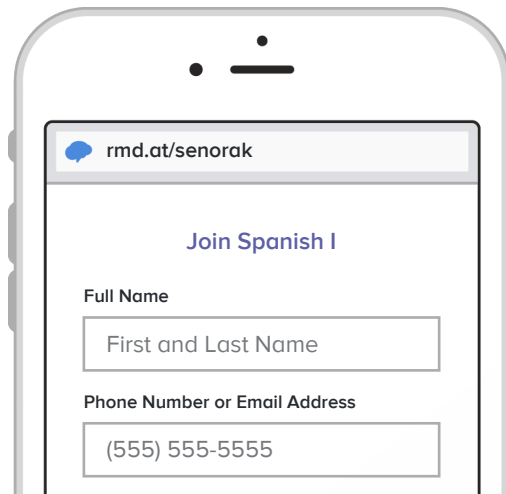 rmd.at/senorak
Join Spanish I
Full Name
First and Last Name
Phone Number or Email Address
(555) 555-5555